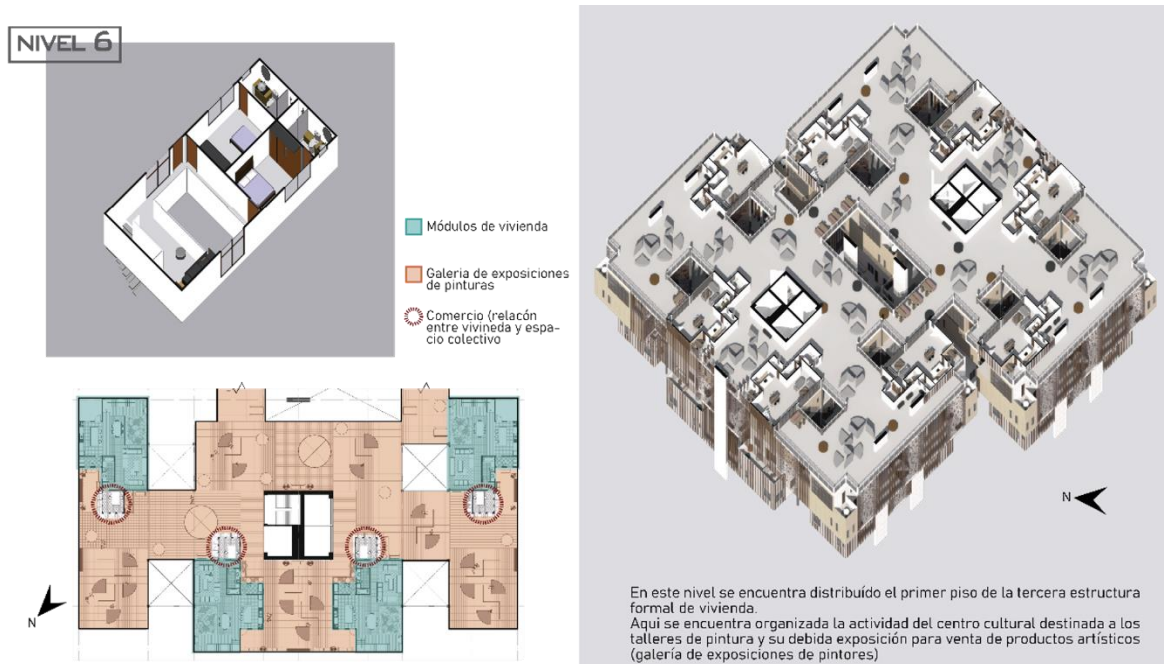 NIVEL 6
Módulos de vivienda
Galeria de exposiciones
de pinturas
Comercio (relacón
entre vivineda y espa-
cio colectivo
N
N
En este nivel se encuentra distribuído el primer piso de la tercera estructura
formal de vivienda.
Aqui se encuentra organizada la actividad del centro cultural destinada a los
talleres de pintura y su debida exposición para venta de productos artísticos
(galería de exposiciones de pintores)